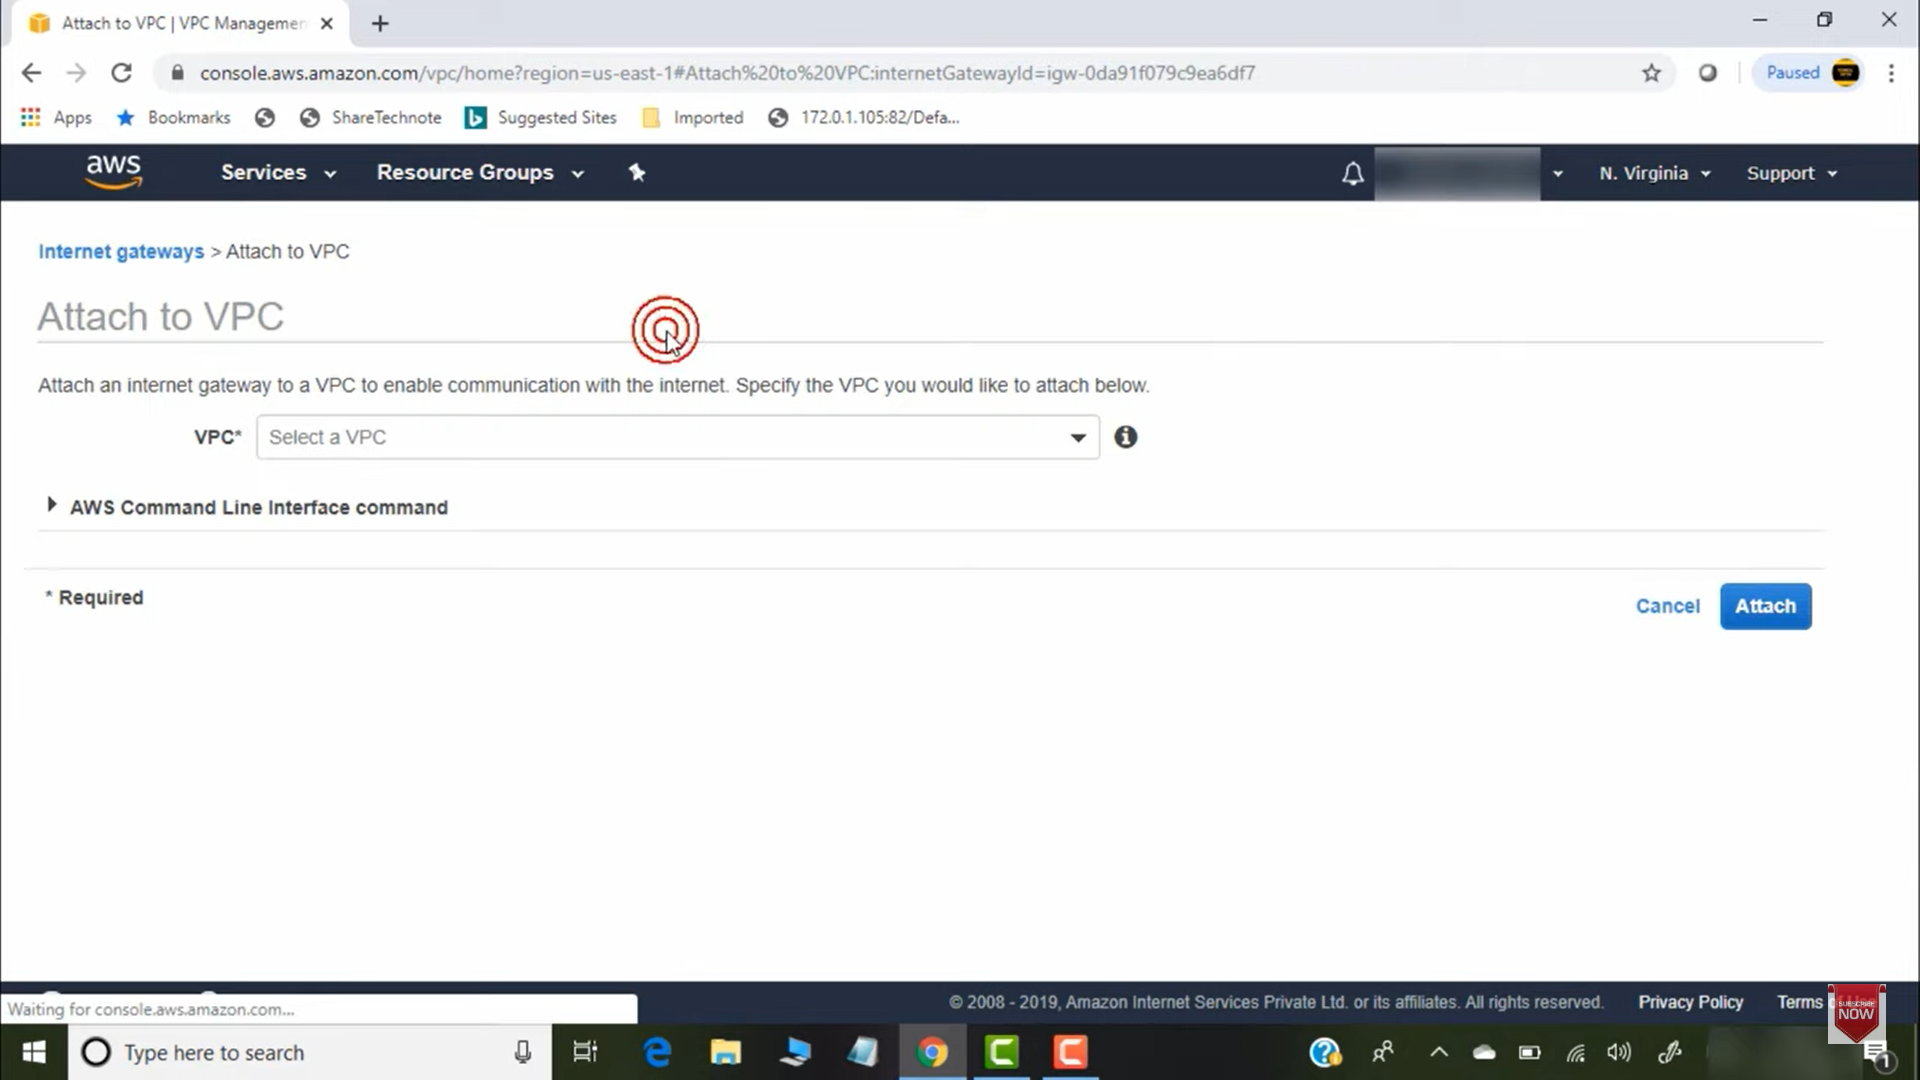 Attach to VPC | VPC Managemen
console.aws.amazon.com/vpc/home?region=us-east-1#Attach%20to%20VPC:internetGatewayId=igw-0da91f079c9ea6df7
Paused
Apps Bookmarks ShareTechnote Suggested Sites Imported 172.0.1.105:82/Defa...
aws Services Resource Groups N. Virginia Support
Internet gateways > Attach to VPC
Attach to VPC
Attach an internet gateway to a VPC to enable communication with the internet. Specify the VPC you would like to attach below.
VPC* Select a VPC
AWS Command Line Interface command
* Required
Cancel Attach
Waiting for console.aws.amazon.com...
© 2008 - 2019, Amazon Internet Services Private Ltd. or its affiliates. All rights reserved. Privacy Policy Terms
SUBSCRIBE
NOW
Type here to search
1